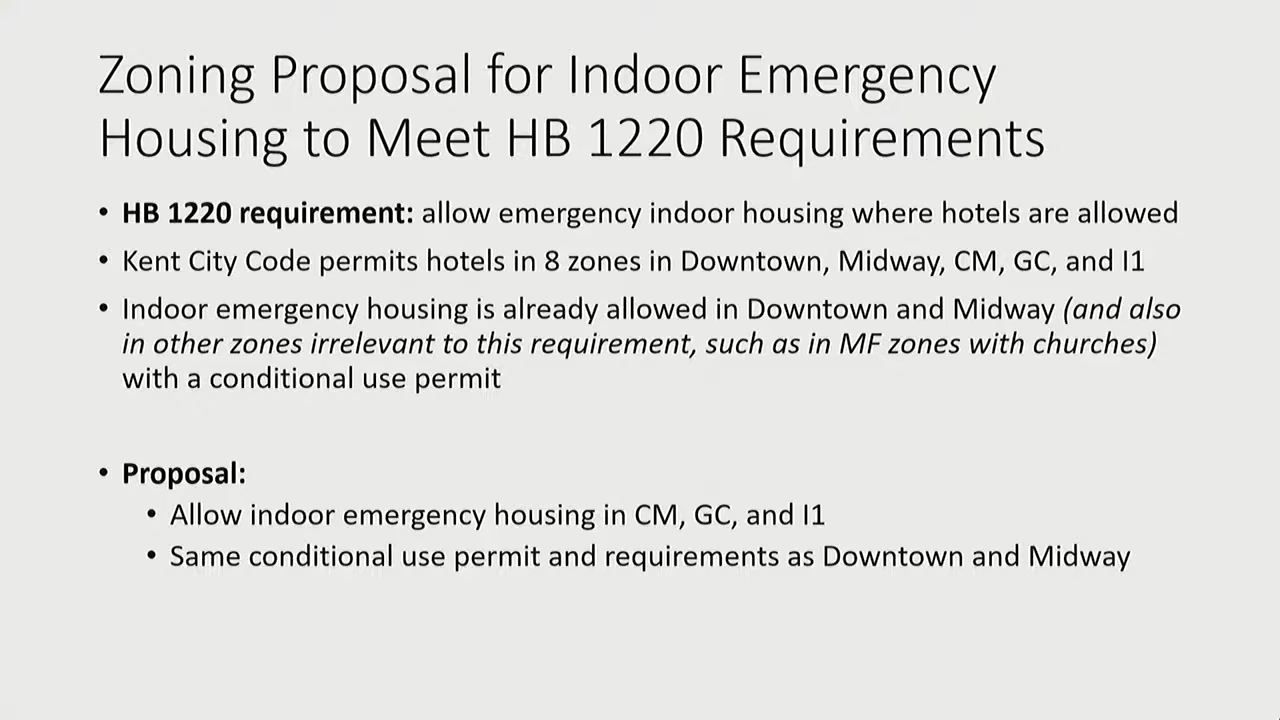 Zoning Proposal for Indoor Emergency
Housing to Meet HB 1220 Requirements
• HB 1220 requirement: allow emergency indoor housing where hotels are allowed
• Kent City Code permits hotels in 8 zones in Downtown, Midway, CM, GC, and I1
• Indoor emergency housing is already allowed in Downtown and Midway (and also
in other zones irrelevant to this requirement, such as in MF zones with churches)
with a conditional use permit
• Proposal:
• Allow indoor emergency housing in CM, GC, and I1
• Same conditional use permit and requirements as Downtown and Midway